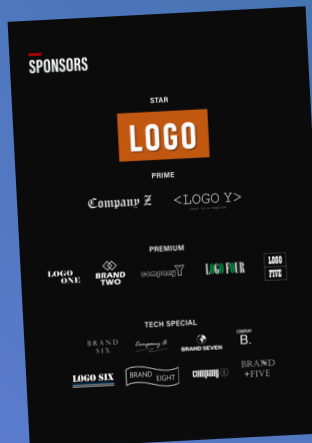 SPONSORS
STAR
LOGO
PRIME
Company Z
<LOGO Y>
PREMIUM
LOGO
ONE
BRAND
TWO
companyY
LOGO FOUR
LOGO
FIVE
TECH SPECIAL
BRAND
SIX
Company B
BRAND SEVEN
COMPANY
B.
LOGO SIX
BRAND EIGHT
company
BRAND
+FIVE